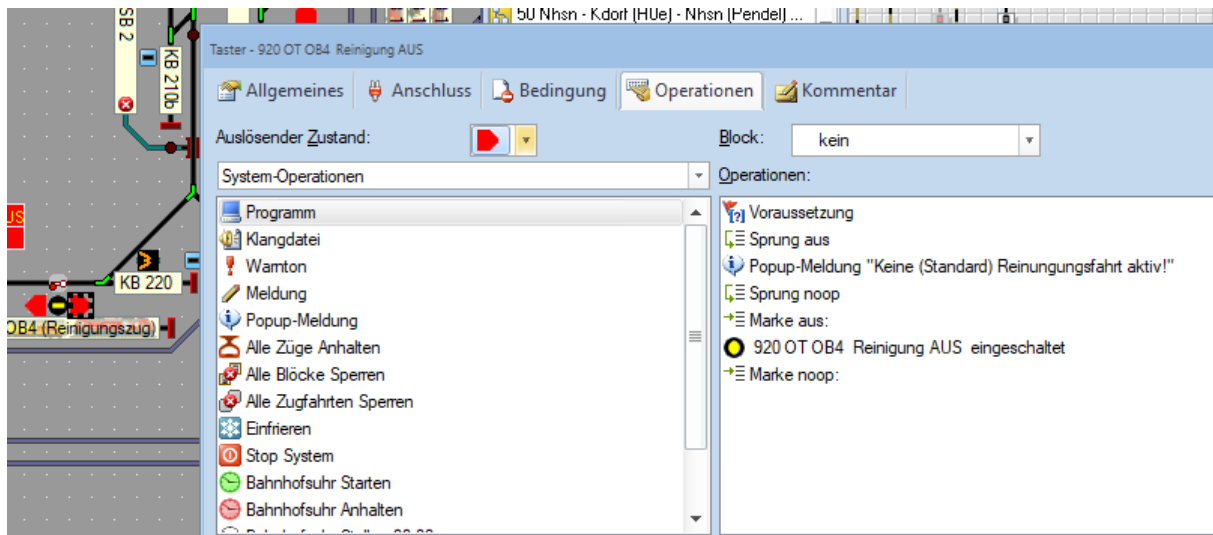 SB 2
KB 210b
50 Nhsn - Kdorf (HUe) - Nhsn (Pendel) ...
Taster - 920 OT OB4 Reinigung AUS
Allgemeines
Anschluss
Bedingung
Operationen
Kommentar
Auslösender Zustand:
Block:
kein
System-Operationen
Operationen:
Programm
Klangdatei
Warnton
Meldung
Popup-Meldung
Alle Züge Anhalten
Alle Blöcke Sperren
Alle Zugfahrten Sperren
Einfrieren
Stop System
Bahnhofsuhr Starten
Bahnhofsuhr Anhalten
[?] Voraussetzung
Sprung aus
Popup-Meldung "Keine (Standard) Reinungungsfahrt aktiv!"
Sprung noop
Marke aus:
920 OT OB4 Reinigung AUS eingeschaltet
Marke noop:
US
KB 220
OB4 (Reinigungszug)